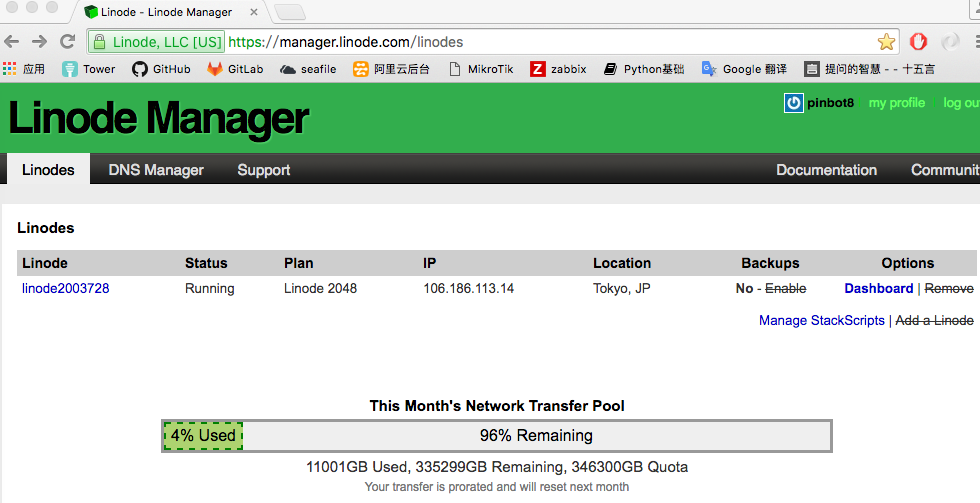 Linode - Linode Manager
Linode, LLC [US] https://manager.linode.com/linodes
应用 Tower GitHub GitLab seafile 阿里云后台 MikroTik Z zabbix Python基础 Google 翻译 言 提问的智慧 - - 十五言
Linode Manager
pinbot8 my profile log ou
Linodes DNS Manager Support Documentation Communit
Linodes
Linode Status Plan IP Location Backups Options
linode2003728 Running Linode 2048 106.186.113.14 Tokyo, JP No - Enable Dashboard | Remove
Manage StackScripts | Add a Linode
This Month's Network Transfer Pool
4% Used 96% Remaining
11001GB Used, 335299GB Remaining, 346300GB Quota
Your transfer is prorated and will reset next month